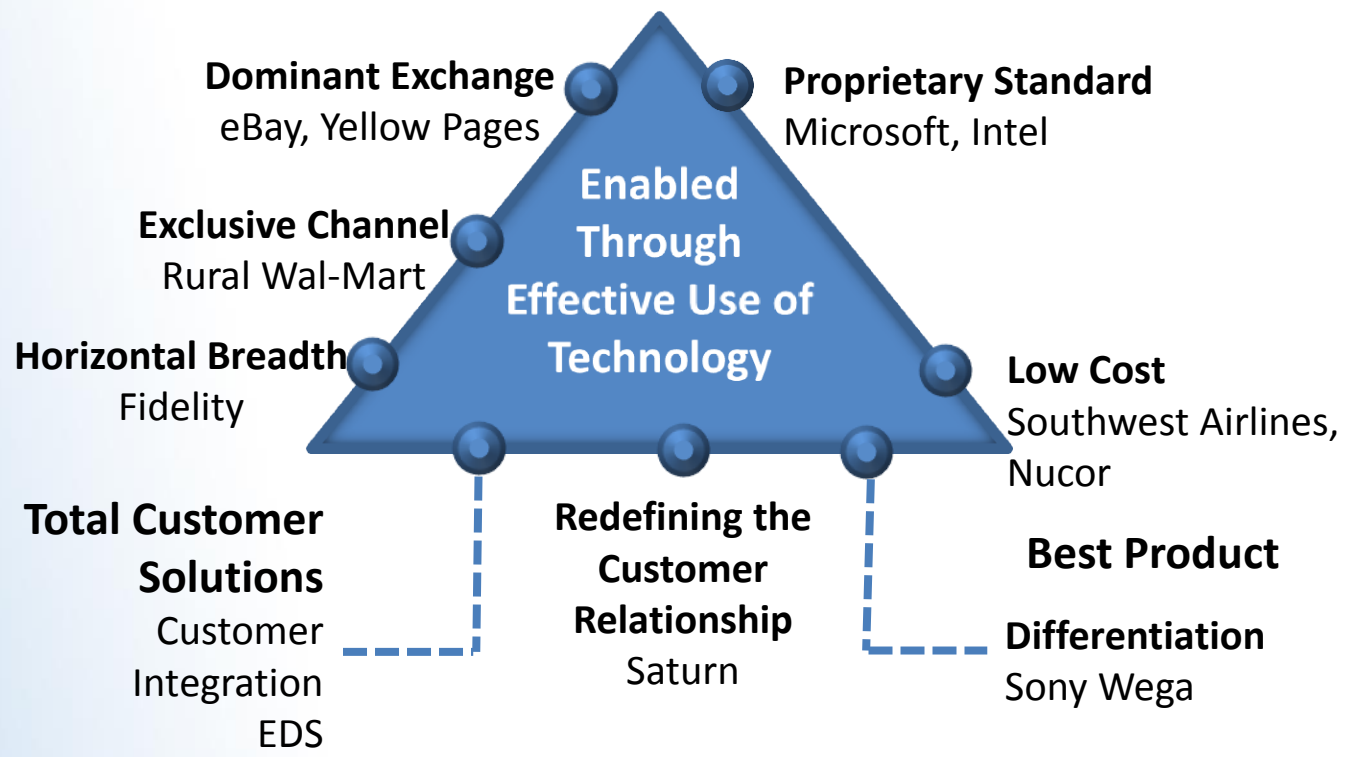 Dominant Exchange
eBay, Yellow Pages
Proprietary Standard
Microsoft, Intel
Enabled
Through
Effective Use of
Technology
Exclusive Channel
Rural Wal-Mart
Horizontal Breadth
Fidelity
Low Cost
Southwest Airlines,
Nucor
Total Customer
Solutions
Customer
Integration
EDS
Redefining the
Customer
Relationship
Saturn
Best Product
Differentiation
Sony Wega